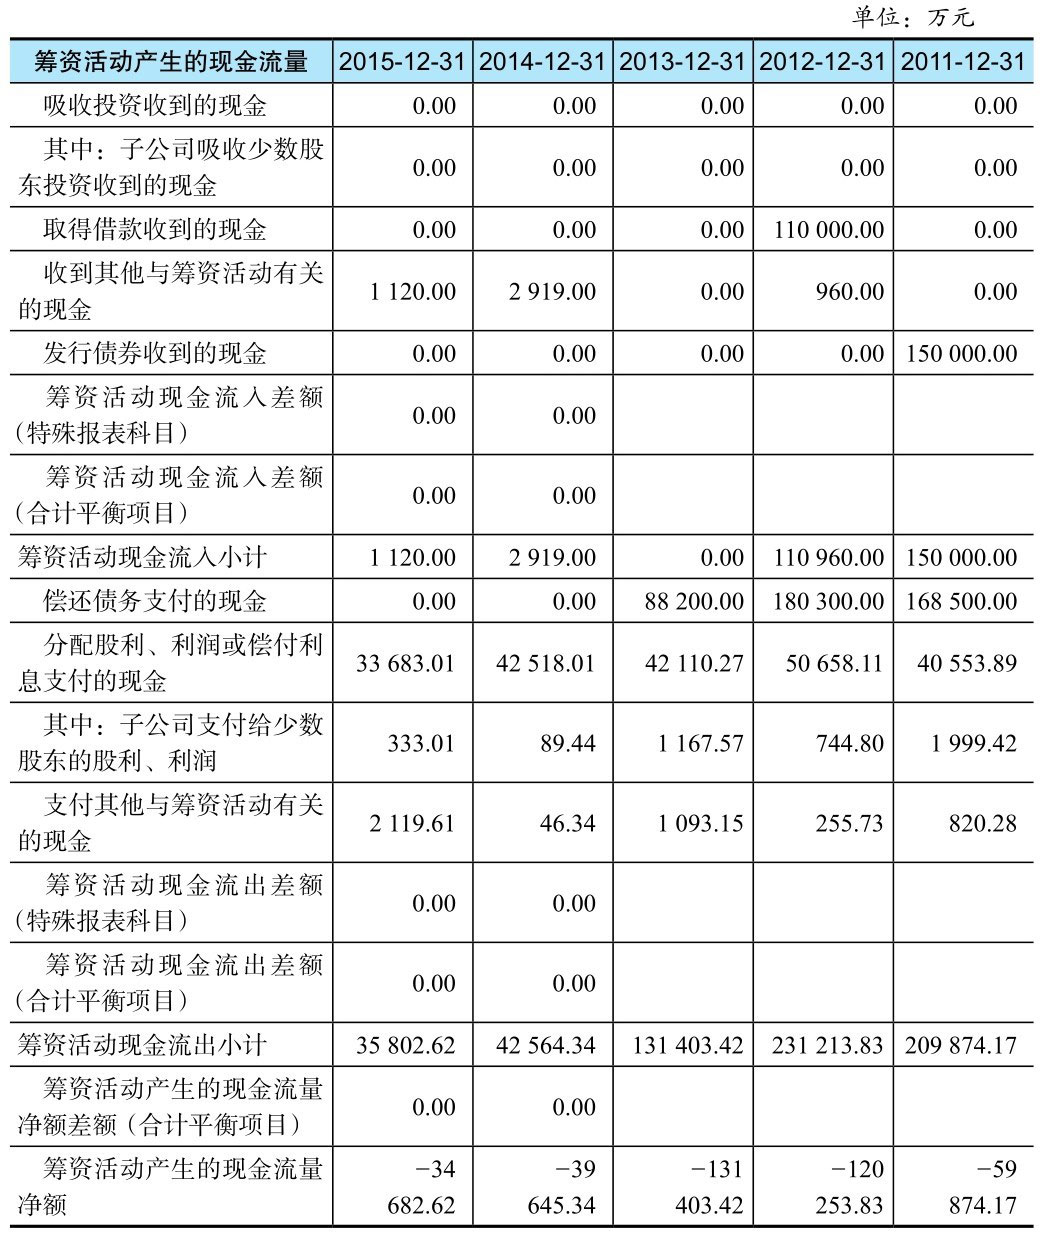 单位：万元
筹资活动产生的现金流量 2015-12-31 2014-12-31 2013-12-31 2012-12-31 2011-12-31
吸收投资收到的现金 0.00 0.00 0.00 0.00 0.00
其中：子公司吸收少数股
东投资收到的现金 0.00 0.00 0.00 0.00 0.00
取得借款收到的现金 0.00 0.00 0.00 110 000.00 0.00
收到其他与筹资活动有关
的现金 1 120.00 2 919.00 0.00 960.00 0.00
发行债券收到的现金 0.00 0.00 0.00 0.00 150 000.00
筹资活动现金流入差额
（特殊报表科目） 0.00 0.00
筹资活动现金流入差额
（合计平衡项目） 0.00 0.00
筹资活动现金流入小计 1 120.00 2 919.00 0.00 110 960.00 150 000.00
偿还债务支付的现金 0.00 0.00 88 200.00 180 300.00 168 500.00
分配股利、利润或偿付利
息支付的现金 33 683.01 42 518.01 42 110.27 50 658.11 40 553.89
其中：子公司支付给少数
股东的股利、利润 333.01 89.44 1 167.57 744.80 1 999.42
支付其他与筹资活动有关
的现金 2 119.61 46.34 1 093.15 255.73 820.28
筹资活动现金流出差额
（特殊报表科目） 0.00 0.00
筹资活动现金流出差额
（合计平衡项目） 0.00 0.00
筹资活动现金流出小计 35 802.62 42 564.34 131 403.42 231 213.83 209 874.17
筹资活动产生的现金流量
净额差额（合计平衡项目） 0.00 0.00
筹资活动产生的现金流量 −34 −39 −131 −120 −59
净额 682.62 645.34 403.42 253.83 874.17